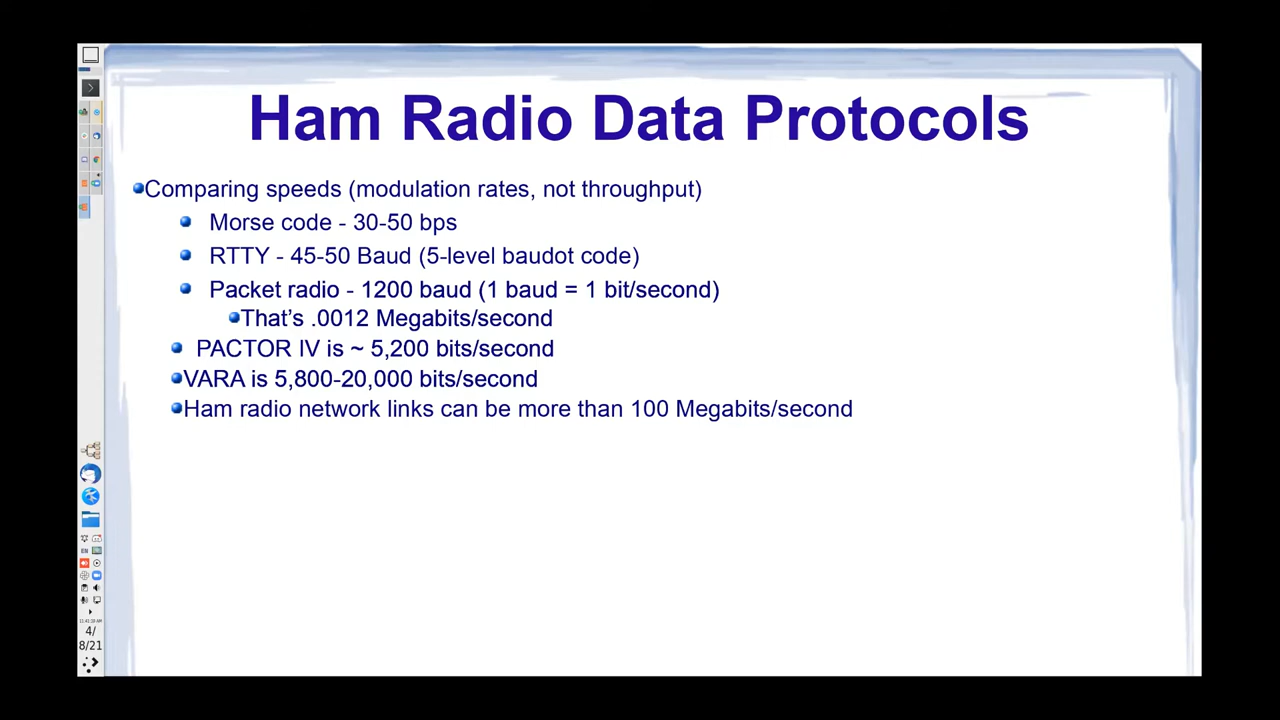 Ham Radio Data Protocols
Comparing speeds (modulation rates, not throughput)
Morse code - 30-50 bps
RTTY - 45-50 Baud (5-level baudot code)
Packet radio - 1200 baud (1 baud = 1 bit/second)
That's .0012 Megabits/second
PACTOR IV is ~ 5,200 bits/second
VARA is 5,800-20,000 bits/second
Ham radio network links can be more than 100 Megabits/second
EN
4/
8/21